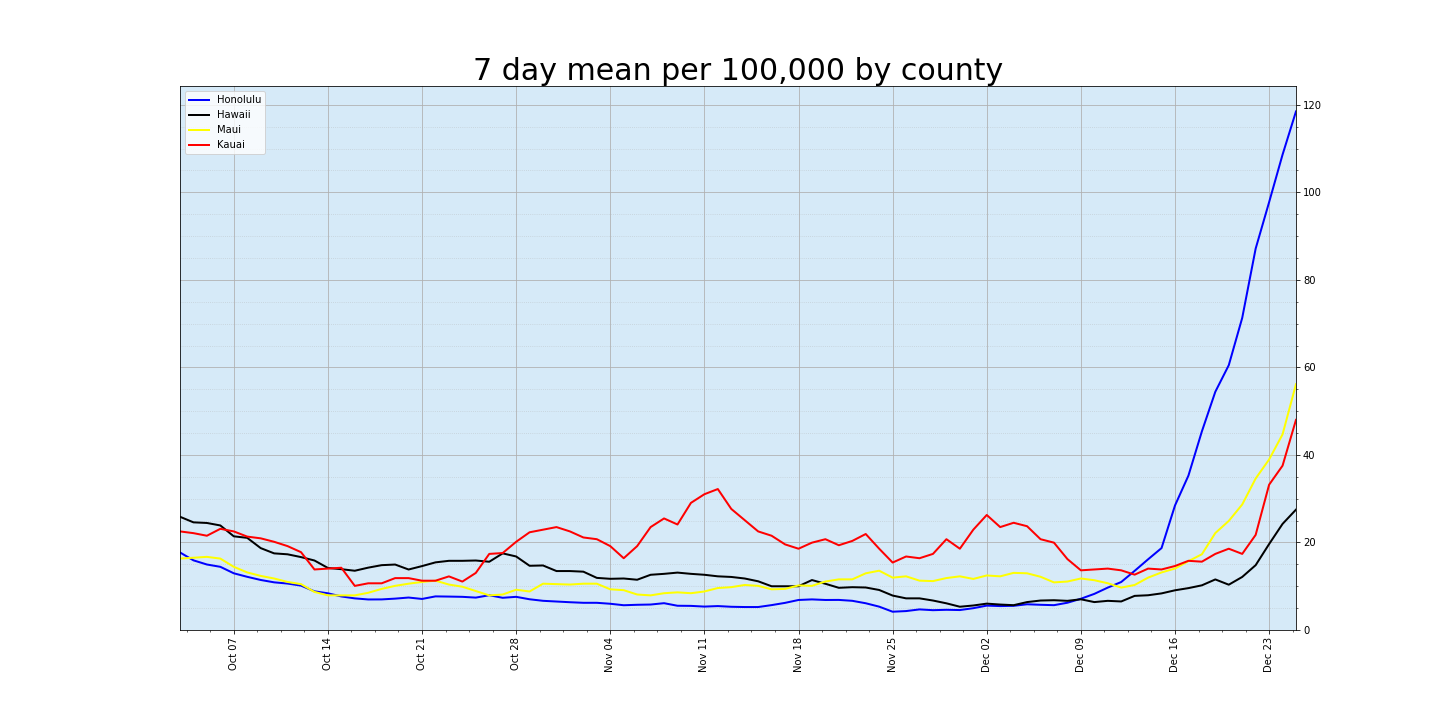 7 day mean per 100,000 by county
Honolulu
Hawaii
Maui
Kauai
120
100
80
60
40
20
0
Oct 07
Oct 14
Oct 21
Oct 28
Nov 04
Nov 11
Nov 18
Nov 25
Dec 02
Dec 09
Dec 16
Dec 23